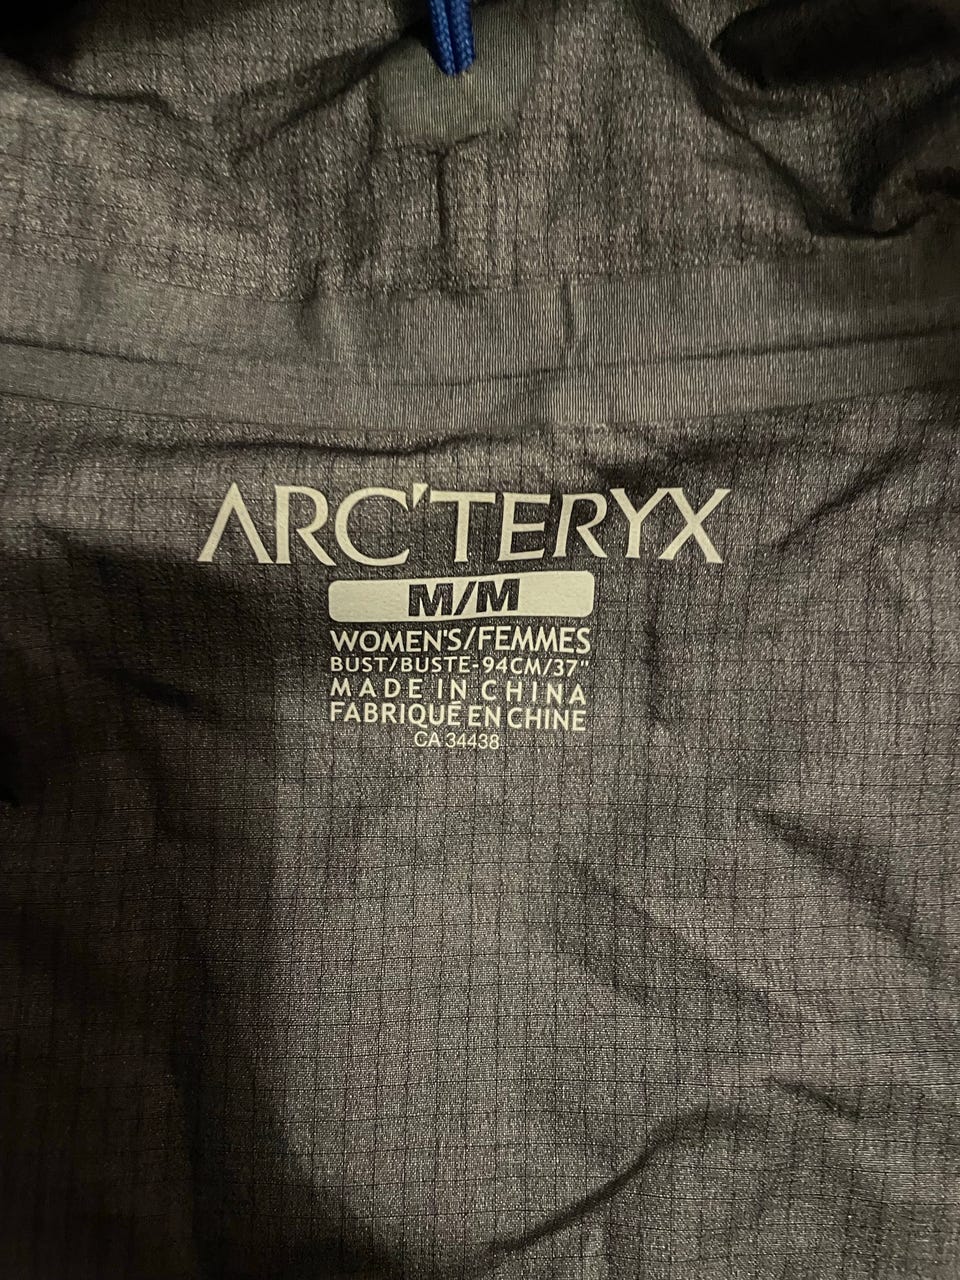 ARC'TERYX
M/M
WOMEN'S/FEMMES
BUST/BUSTE-94CM/37"
MADE IN CHINA
FABRIQUÉ EN CHINE
CA 34438